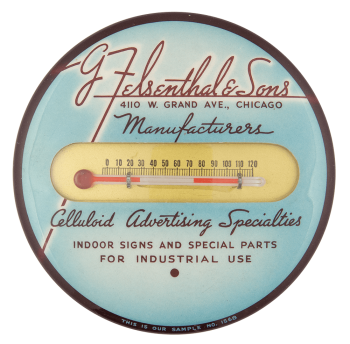 G Felsenthal & Sons
4110 W. GRAND AVE., CHICAGO
Manufacturers
0 10 20 30 40 50 60 70 80 90 100 110 120
Celluloid Advertising Specialties
INDOOR SIGNS AND SPECIAL PARTS
FOR INDUSTRIAL USE
THIS IS OUR SAMPLE NO. 1568